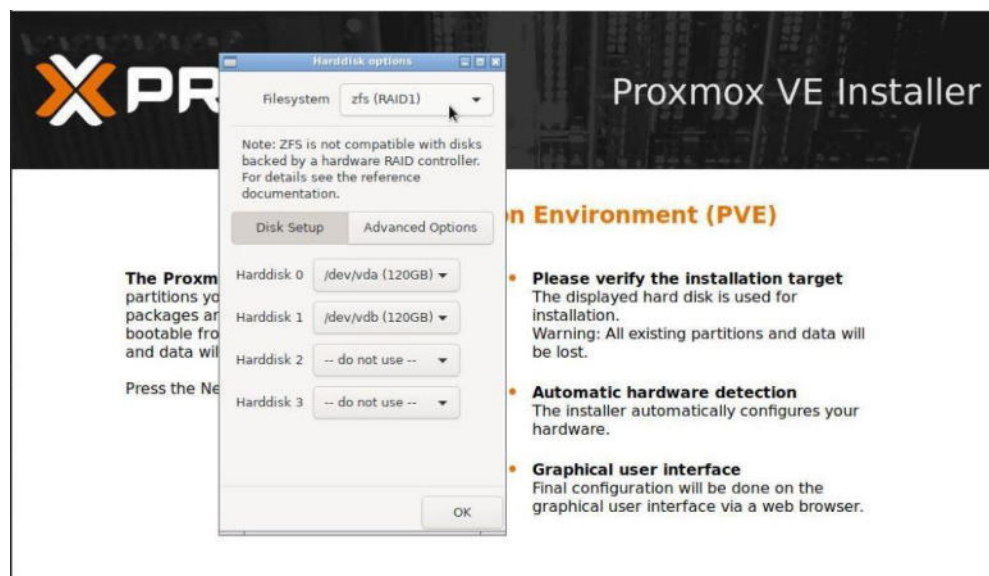 PR
Proxmox VE Installer
Harddisk options
Filesystem zfs (RAID1)
Note: ZFS is not compatible with disks
backed by a hardware RAID controller.
For details see the reference
documentation.
Disk Setup Advanced Options
Harddisk 0 /dev/vda (120GB)
Harddisk 1 /dev/vdb (120GB)
Harddisk 2 -- do not use --
Harddisk 3 -- do not use --
OK
n Environment (PVE)
The Proxm
partitions yo
packages ar
bootable fro
and data wil
Press the Ne
• Please verify the installation target
The displayed hard disk is used for
installation.
Warning: All existing partitions and data will
be lost.
• Automatic hardware detection
The installer automatically configures your
hardware.
• Graphical user interface
Final configuration will be done on the
graphical user interface via a web browser.